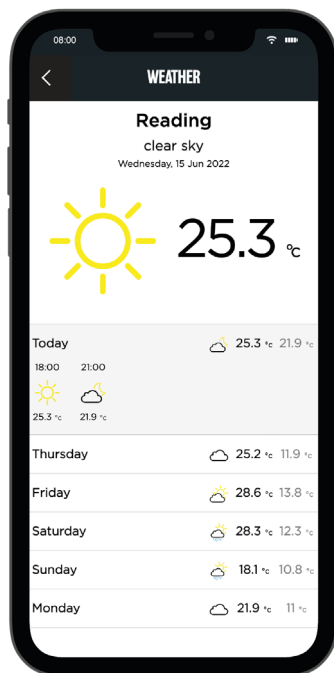 08:00
WEATHER
Reading
clear sky
Wednesday, 15 Jun 2022
25.3 °C
Today 25.3 °C 21.9 °C
18:00 21:00
25.3 °C 21.9 °C
Thursday 25.2 °C 11.9 °C
Friday 28.6 °C 13.8 °C
Saturday 28.3 °C 12.3 °C
Sunday 18.1 °C 10.8 °C
Monday 21.9 °C 11 °C